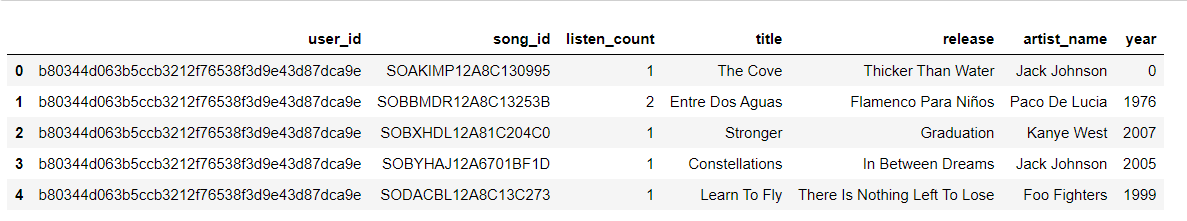 user_id song_id listen_count title release artist_name year
0 b80344d063b5ccb3212f76538f3d9e43d87dca9e SOAKIMP12A8C130995 1 The Cove Thicker Than Water Jack Johnson 0
1 b80344d063b5ccb3212f76538f3d9e43d87dca9e SOBBMDR12A8C13253B 2 Entre Dos Aguas Flamenco Para Niños Paco De Lucia 1976
2 b80344d063b5ccb3212f76538f3d9e43d87dca9e SOBXHDL12A81C204C0 1 Stronger Graduation Kanye West 2007
3 b80344d063b5ccb3212f76538f3d9e43d87dca9e SOBYHAJ12A6701BF1D 1 Constellations In Between Dreams Jack Johnson 2005
4 b80344d063b5ccb3212f76538f3d9e43d87dca9e SODACBL12A8C13C273 1 Learn To Fly There Is Nothing Left To Lose Foo Fighters 1999